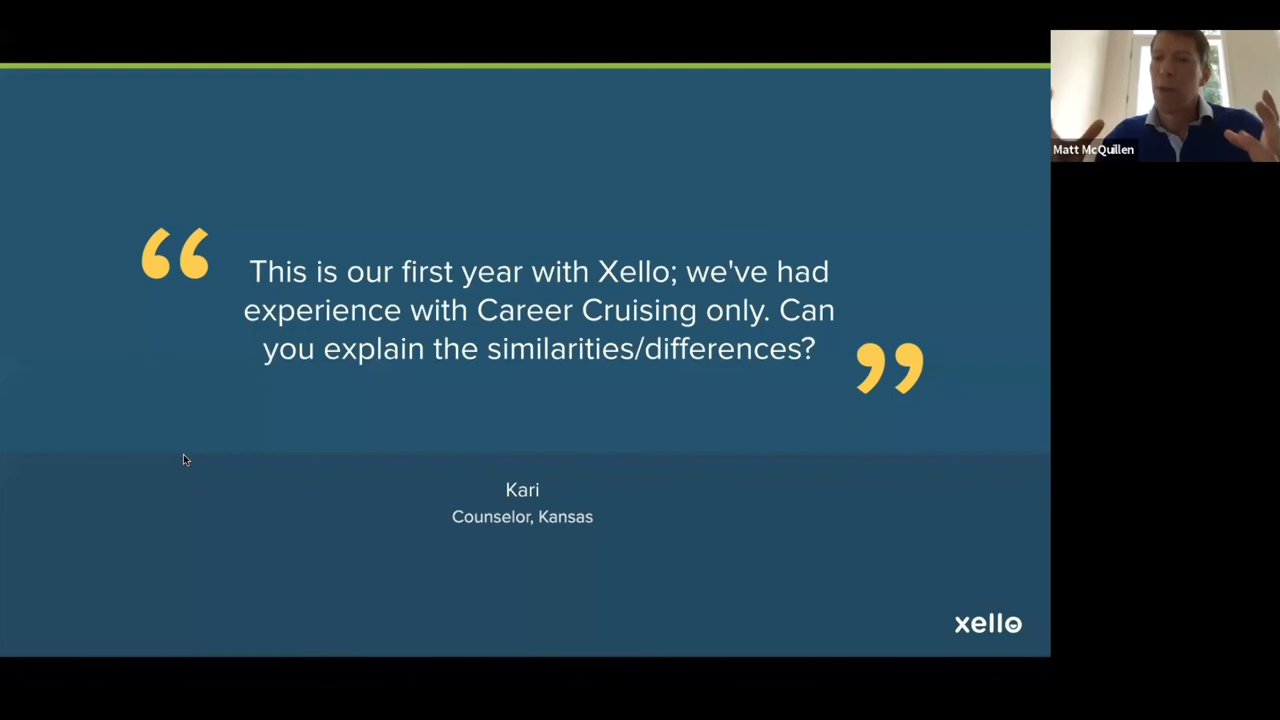 Matt McQuillen
“
This is our first year with Xello; we've had
experience with Career Cruising only. Can
you explain the similarities/differences?
”
Kari
Counselor, Kansas
xello